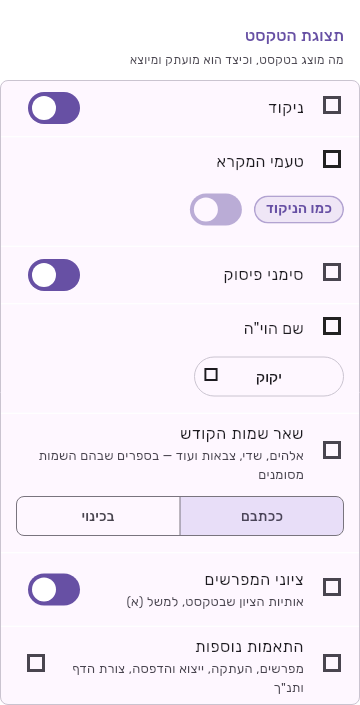 תצוגת הטקסט
מה מוצג בטקסט, וכיצד הוא מועתק ומיוצא
ניקוד
טעמי המקרא
כמו הניקוד
סימני פיסוק
שם הוי"ה
יקוק
שאר שמות הקודש
אלהים, שדי, צבאות ועוד — בספרים שבהם השמות
מסומנים
ככתבם
בכינוי
ציוני המפרשים
אותיות הציון שבטקסט, למשל (א)
התאמות נוספות
מפרשים, העתקה, ייצוא והדפסה, צורת הדף
ותנ"ך